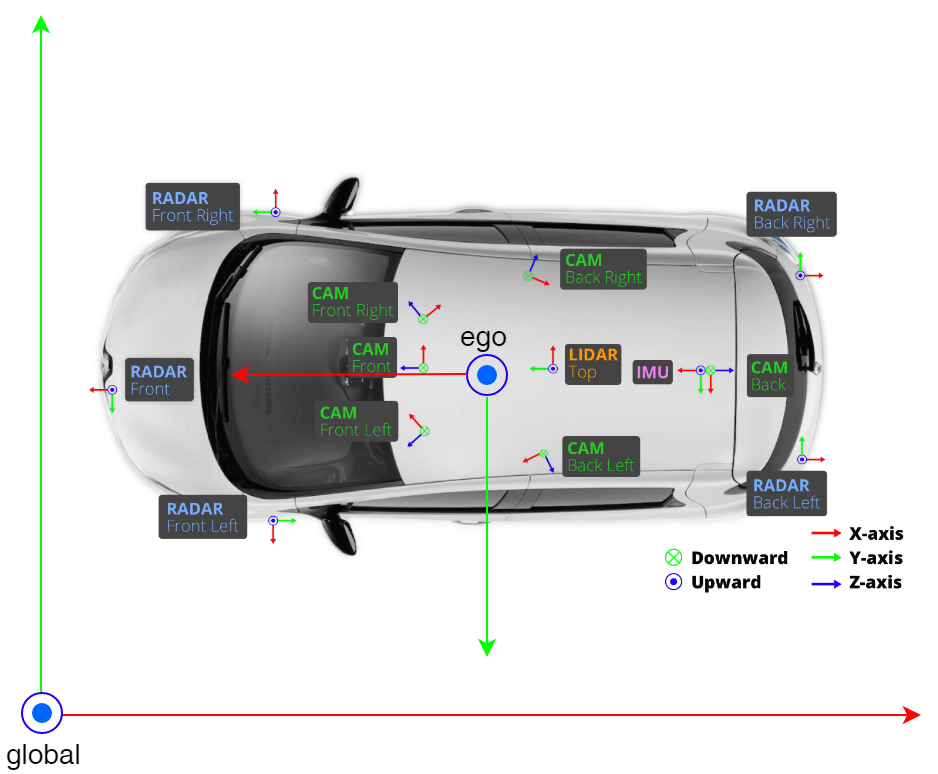 RADAR
Front Right
RADAR
Back Right
CAM
Back Right
CAM
Front Right
ego
CAM
Front
LIDAR
Top
IMU
CAM
Back
RADAR
Front
CAM
Front Left
CAM
Back Left
RADAR
Back Left
RADAR
Front Left
X-axis
Downward
Y-axis
Upward
Z-axis
global